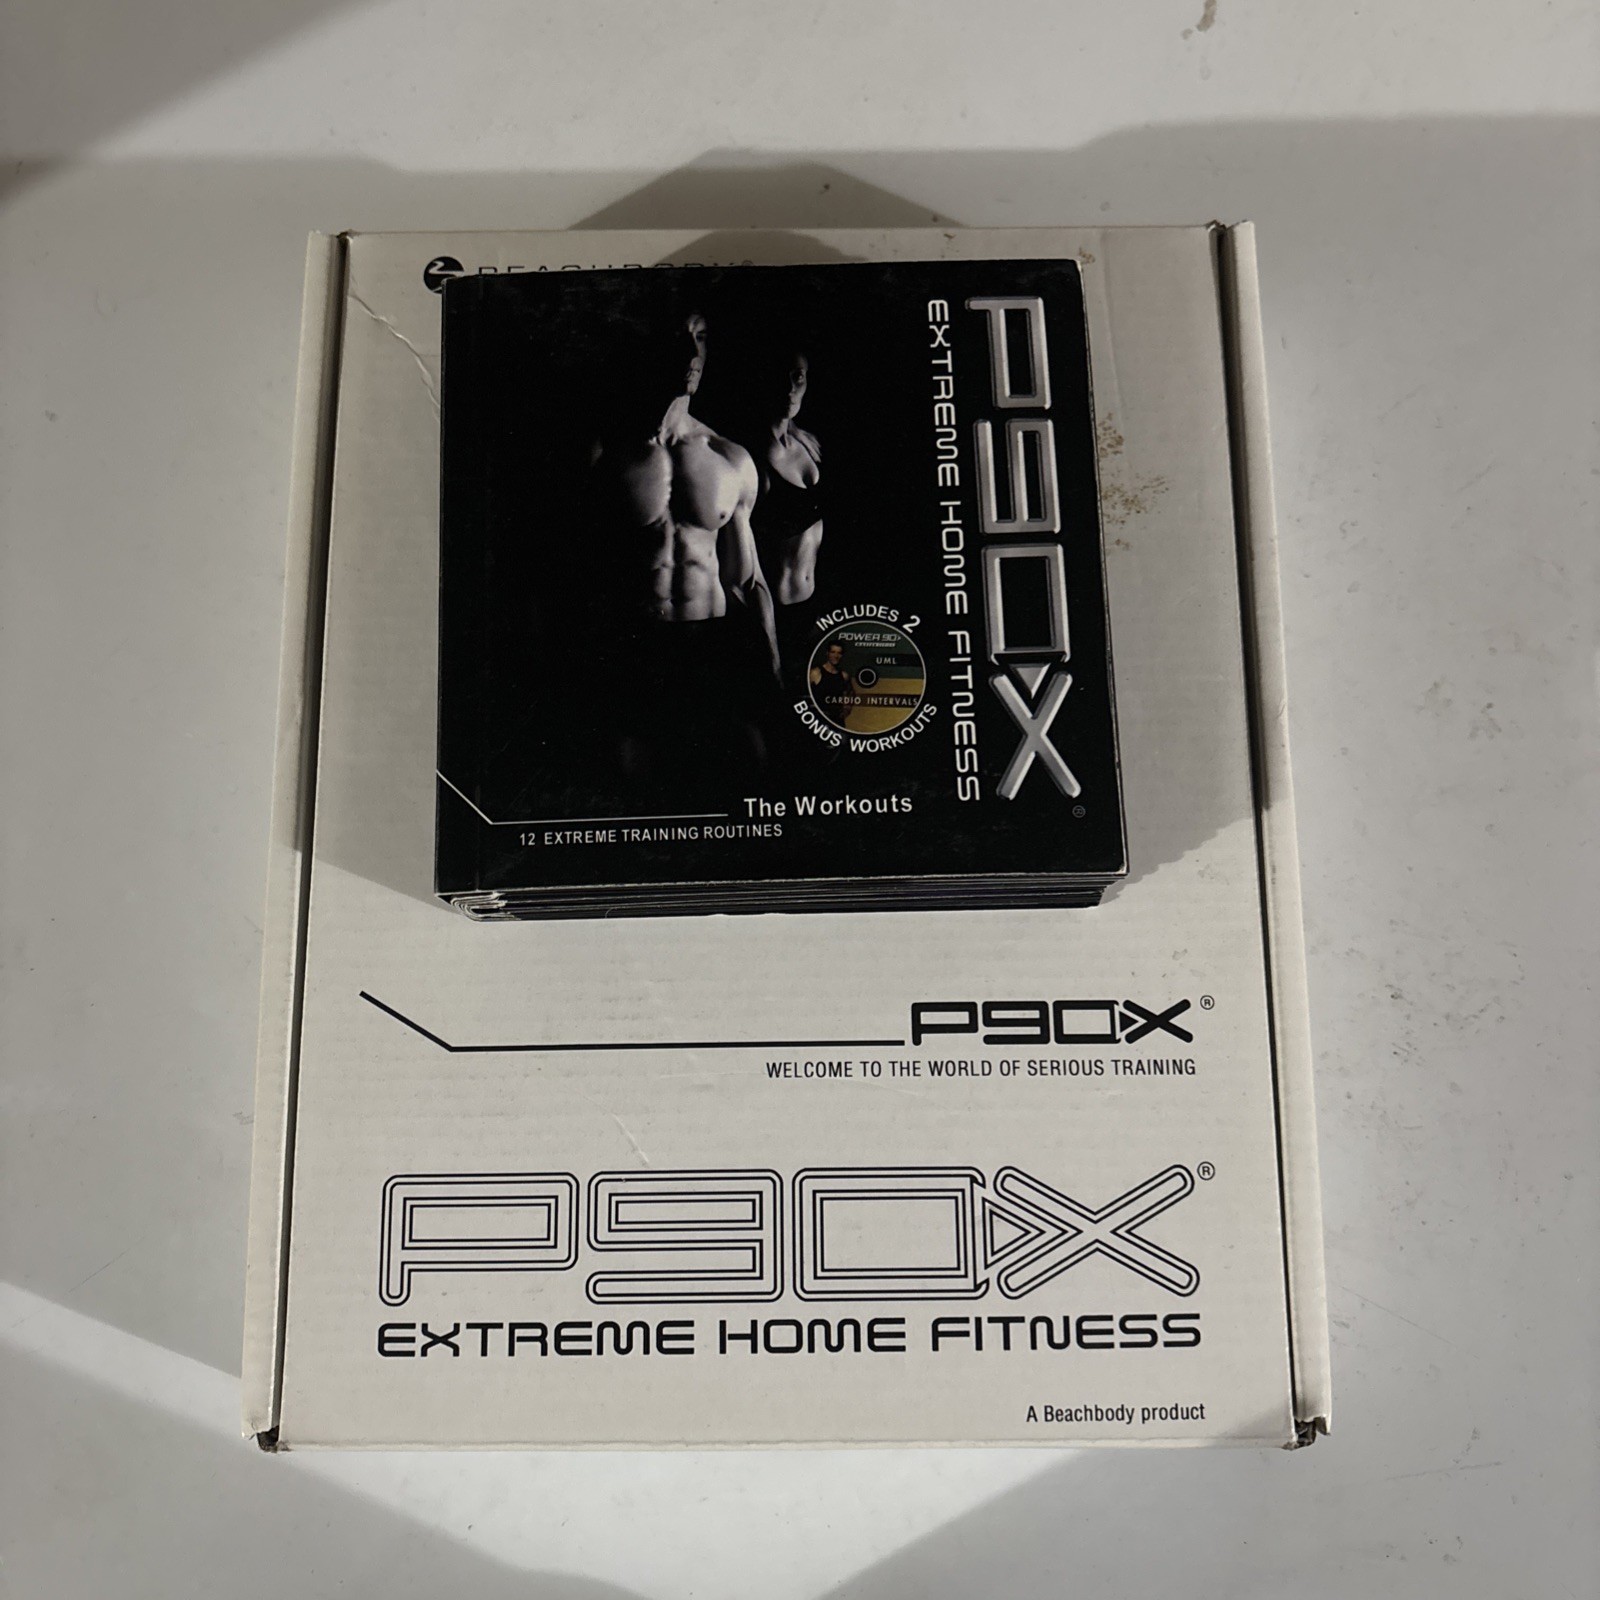 BEACHBODY®
P90X
EXTREME HOME FITNESS
®
INCLUDES 2
POWER 90
UML
CARDIO INTERVALS
BONUS WORKOUTS
The Workouts
12 EXTREME TRAINING ROUTINES
P90X®
WELCOME TO THE WORLD OF SERIOUS TRAINING
P90X®
EXTREME HOME FITNESS
A Beachbody product